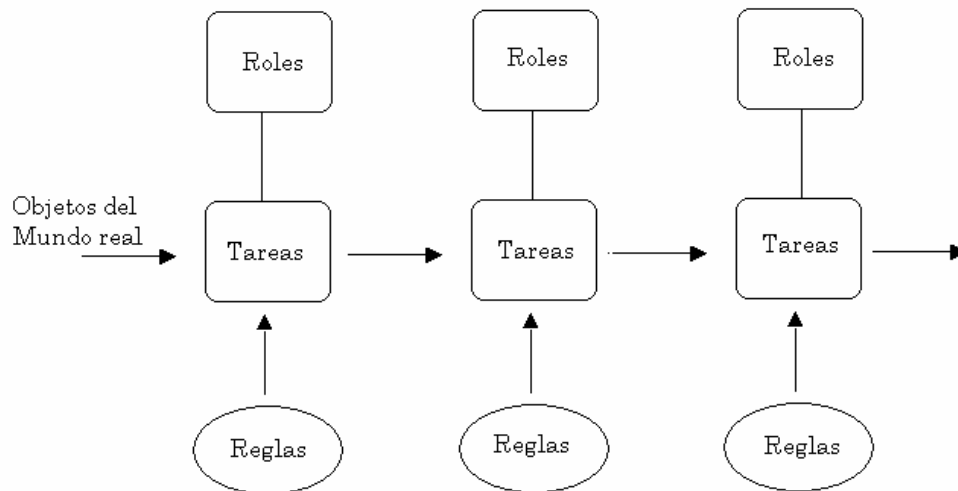 Roles
Roles
Roles
Objetos del
Mundo real
Tareas
Tareas
Tareas
Reglas
Reglas
Reglas